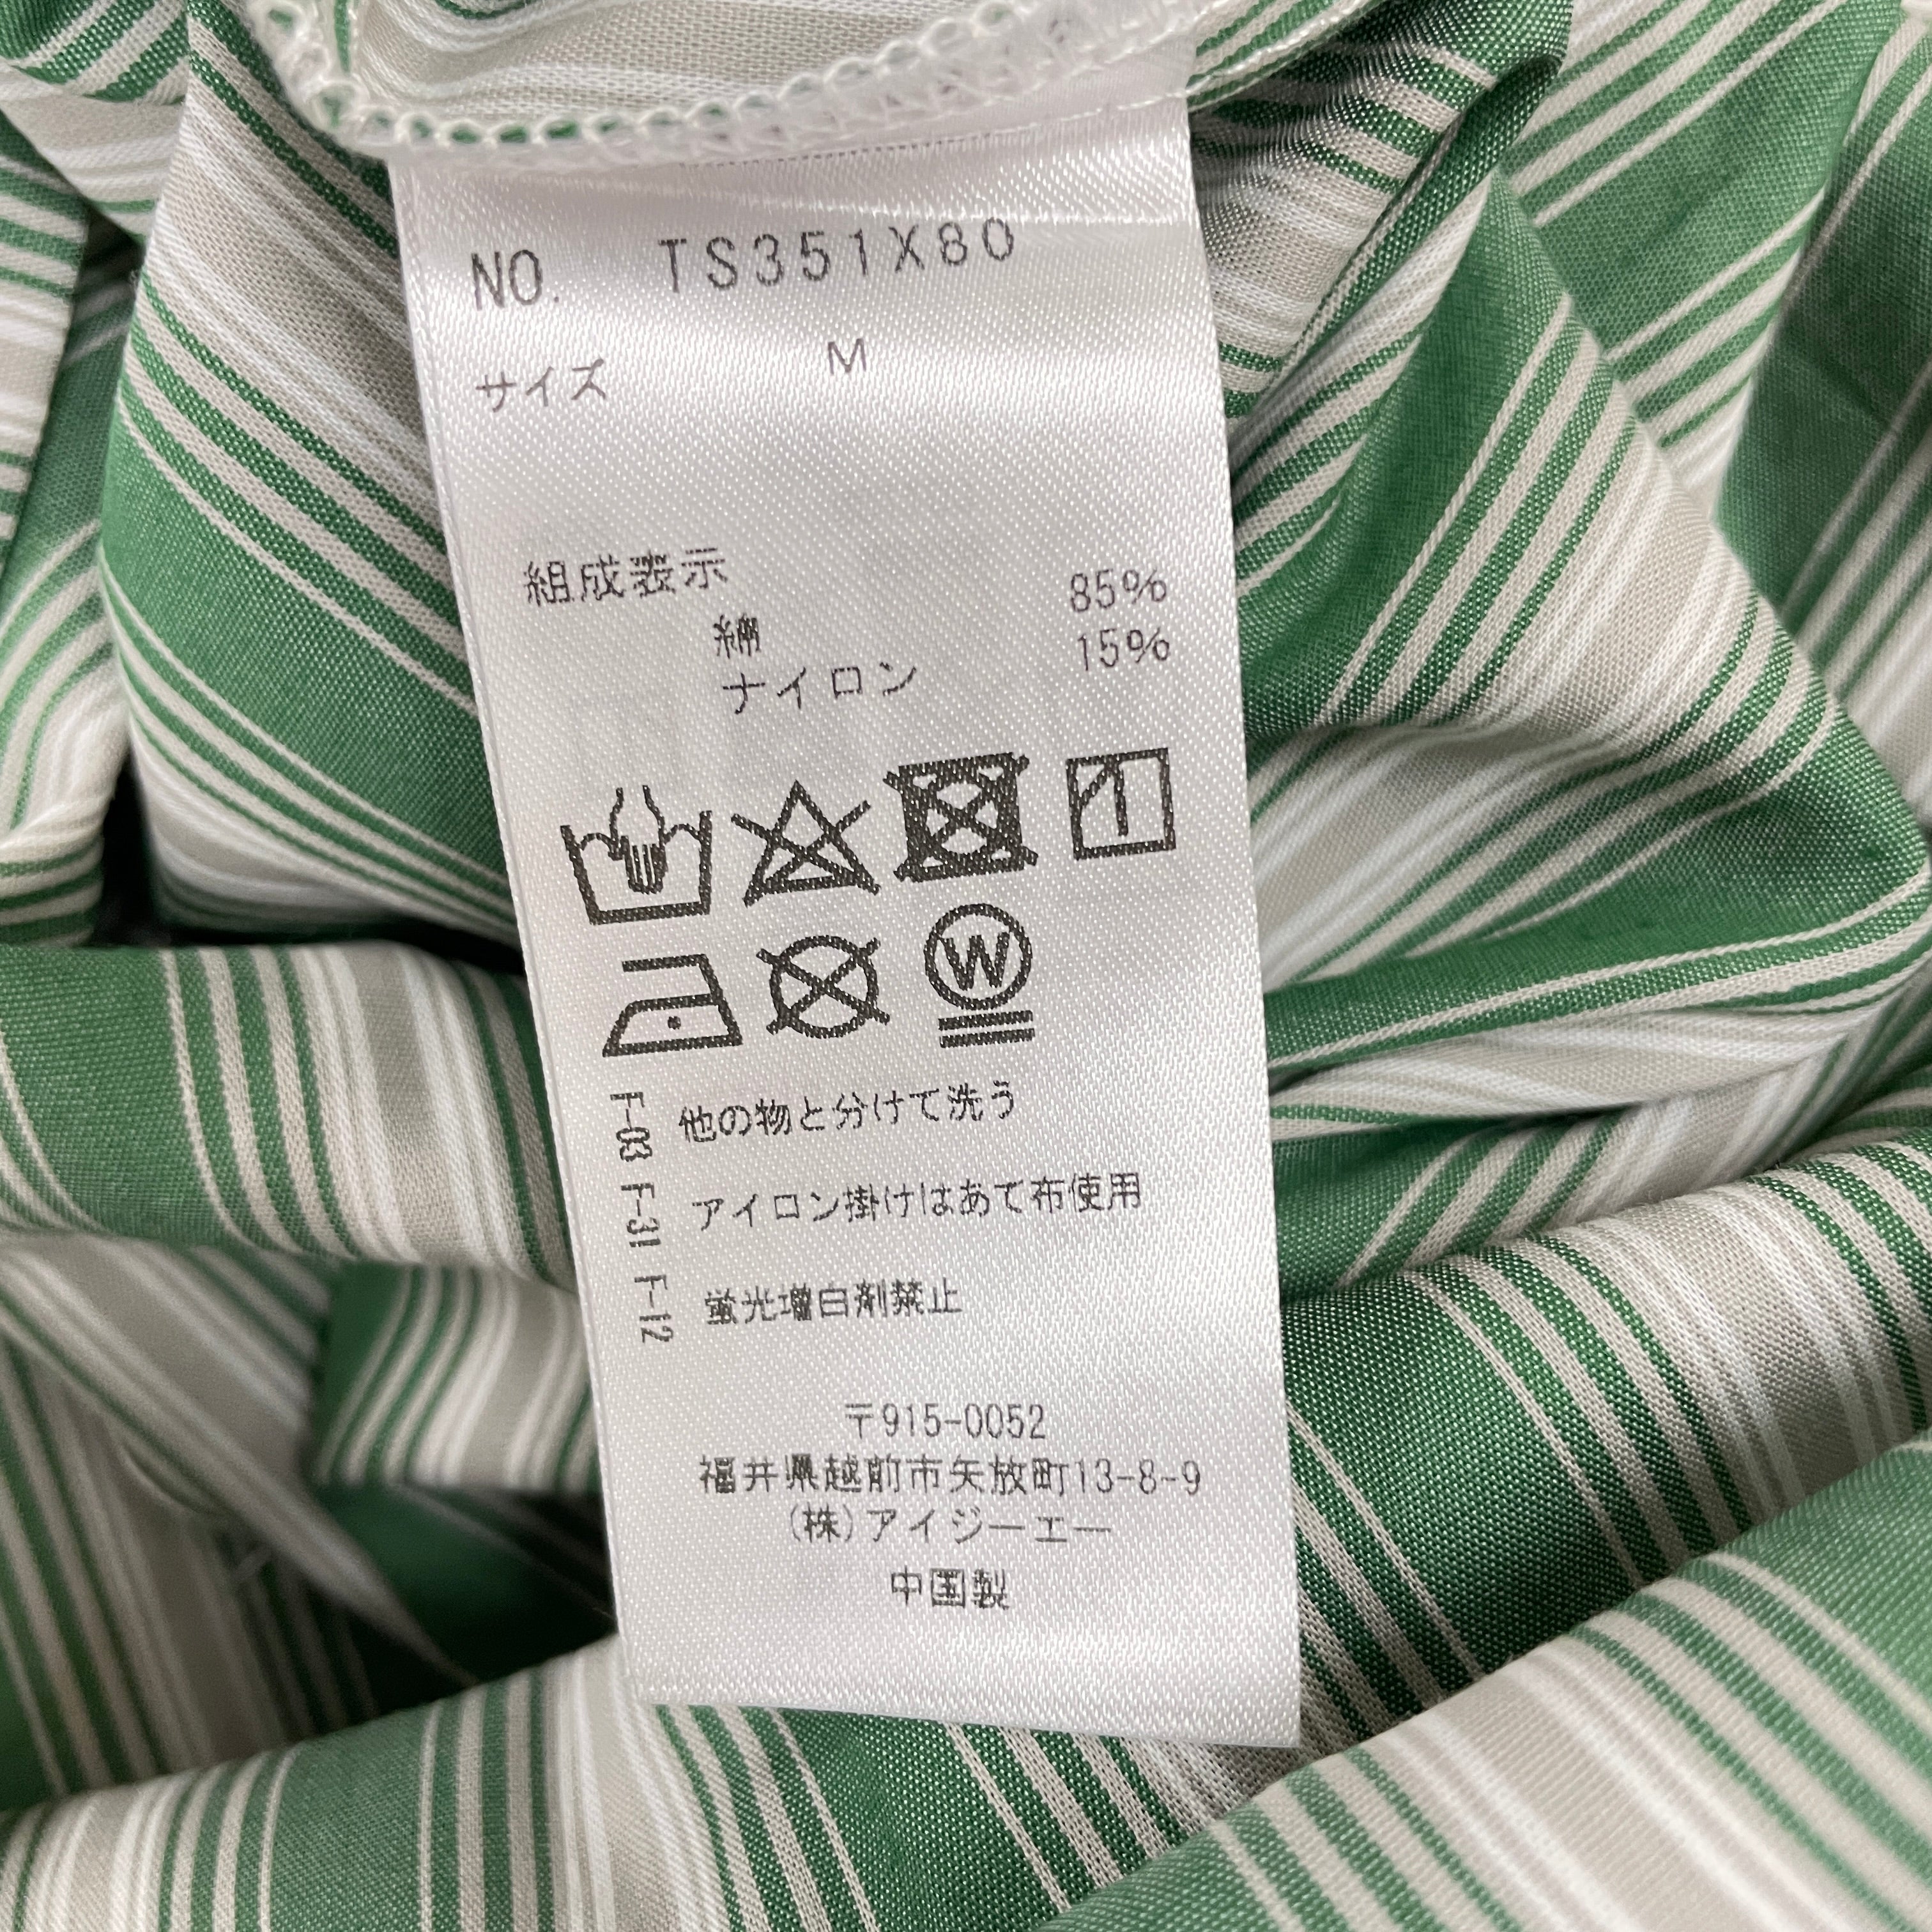 NO. TS351X80
サイズ M
組成表示
綿 85%
ナイロン 15%
W
F-03 他の物と分けて洗う
F-31 アイロン掛けはあて布使用
F-12 蛍光増白剤禁止
〒915-0052
福井県越前市矢放町13-8-9
(株)アイジーエー
中国製